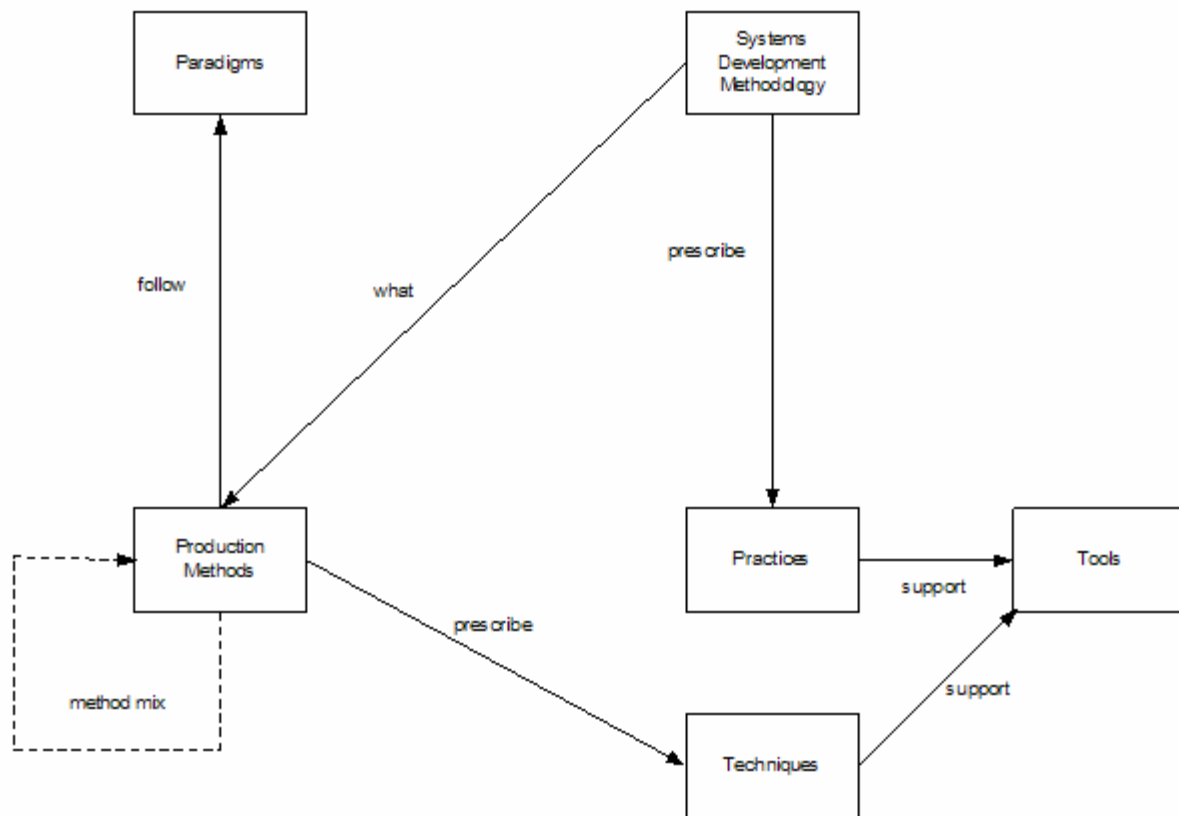 Paradigms
Systems
Development
Methodology
prescribe
follow
what
Production
Methods
Practices
Tools
support
prescribe
support
method mix
Techniques